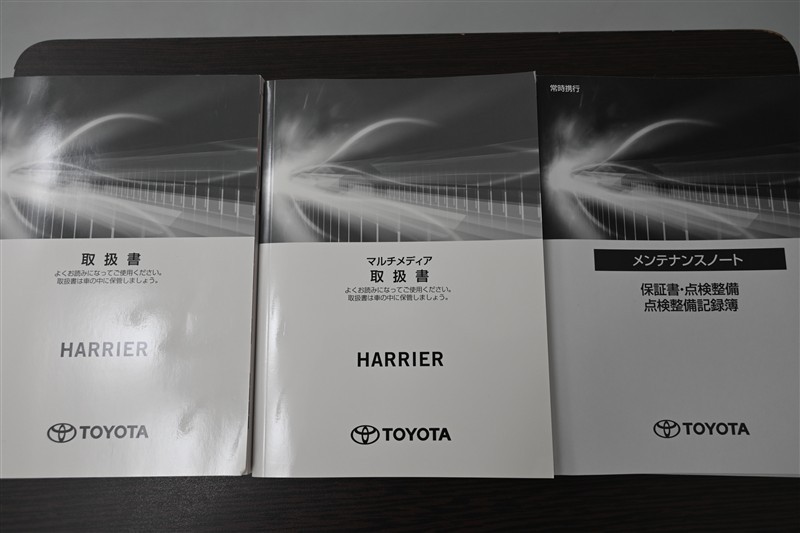 取扱書
よくお読みになってご使用ください。
取扱書は車の中に保管しましょう。
HARRIER
TOYOTA
マルチメディア
取扱書
よくお読みになってご使用ください。
取扱書は車の中に保管しましょう。
HARRIER
TOYOTA
常時携行
メンテナンスノート
保証書・点検整備
点検整備記録簿
TOYOTA